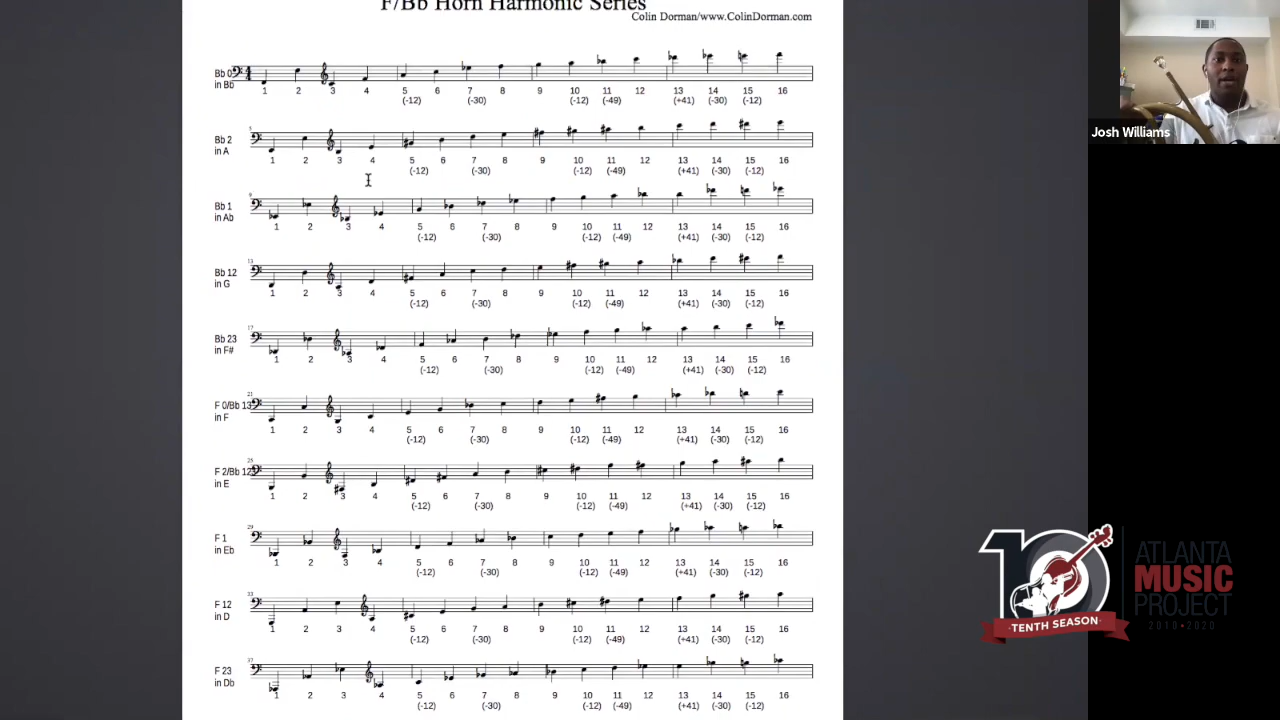 F/Bb Horn Harmonic Series
Colin Dorman/www.ColinDorman.com
Bb 0
in Bb
1 2 3 4 5 6 7 8 9 10 11 12 13 14 15 16
(-12) (-30) (-12) (-49) (+41) (-30) (-12)
5
Bb 2
in A
1 2 3 4 5 6 7 8 9 10 11 12 13 14 15 16
(-12) (-30) (-12) (-49) (+41) (-30) (-12)
9
Bb 1
in Ab
1 2 3 4 5 6 7 8 9 10 11 12 13 14 15 16
(-12) (-30) (-12) (-49) (+41) (-30) (-12)
13
Bb 12
in G
1 2 3 4 5 6 7 8 9 10 11 12 13 14 15 16
(-12) (-30) (-12) (-49) (+41) (-30) (-12)
17
Bb 23
in F#
1 2 3 4 5 6 7 8 9 10 11 12 13 14 15 16
(-12) (-30) (-12) (-49) (+41) (-30) (-12)
21
F 0/Bb 13
in F
1 2 3 4 5 6 7 8 9 10 11 12 13 14 15 16
(-12) (-30) (-12) (-49) (+41) (-30) (-12)
25
F 2/Bb 123
in E
1 2 3 4 5 6 7 8 9 10 11 12 13 14 15 16
(-12) (-30) (-12) (-49) (+41) (-30) (-12)
29
F 1
in Eb
1 2 3 4 5 6 7 8 9 10 11 12 13 14 15 16
(-12) (-30) (-12) (-49) (+41) (-30) (-12)
33
F 12
in D
1 2 3 4 5 6 7 8 9 10 11 12 13 14 15 16
(-12) (-30) (-12) (-49) (+41) (-30) (-12)
37
F 23
in Db
1 2 3 4 5 6 7 8 9 10 11 12 13 14 15 16
(-12) (-30) (-12) (-49) (+41) (-30) (-12)
Josh Williams
10
TENTH SEASON
ATLANTA
MUSIC
PROJECT
2010•2020